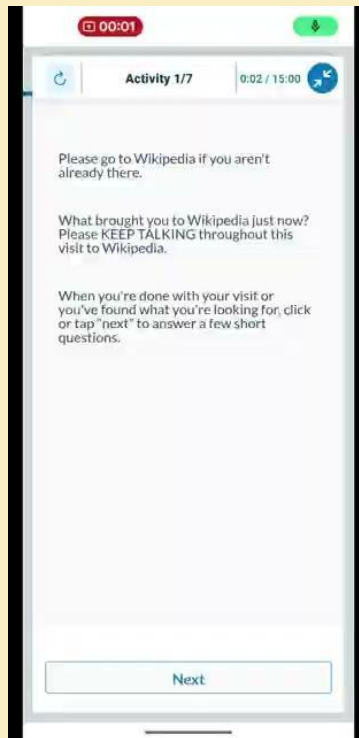 00:01
Activity 1/7
0:02 / 15:00
Please go to Wikipedia if you aren't
already there.
What brought you to Wikipedia just now?
Please KEEP TALKING throughout this
visit to Wikipedia.
When you're done with your visit or
you've found what you're looking for, click
or tap "next" to answer a few short
questions.
Next